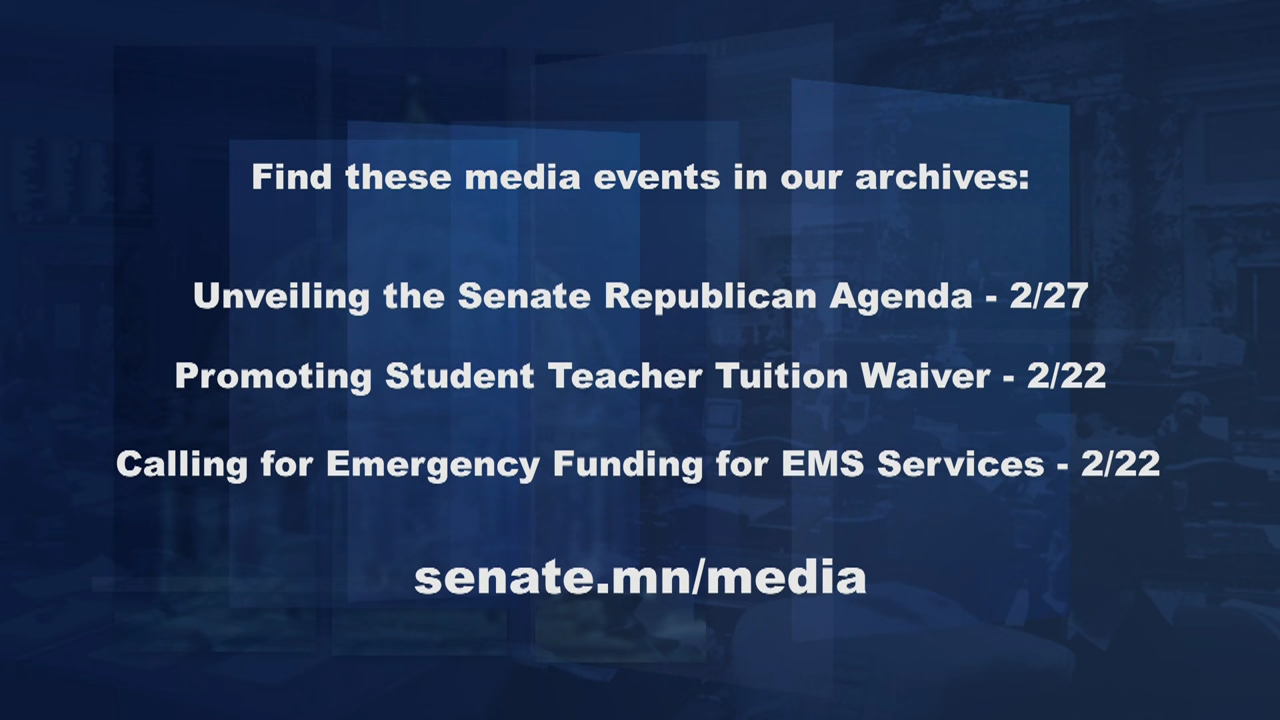 Find these media events in our archives:
Unveiling the Senate Republican Agenda - 2/27
Promoting Student Teacher Tuition Waiver - 2/22
Calling for Emergency Funding for EMS Services - 2/22
senate.mn/media